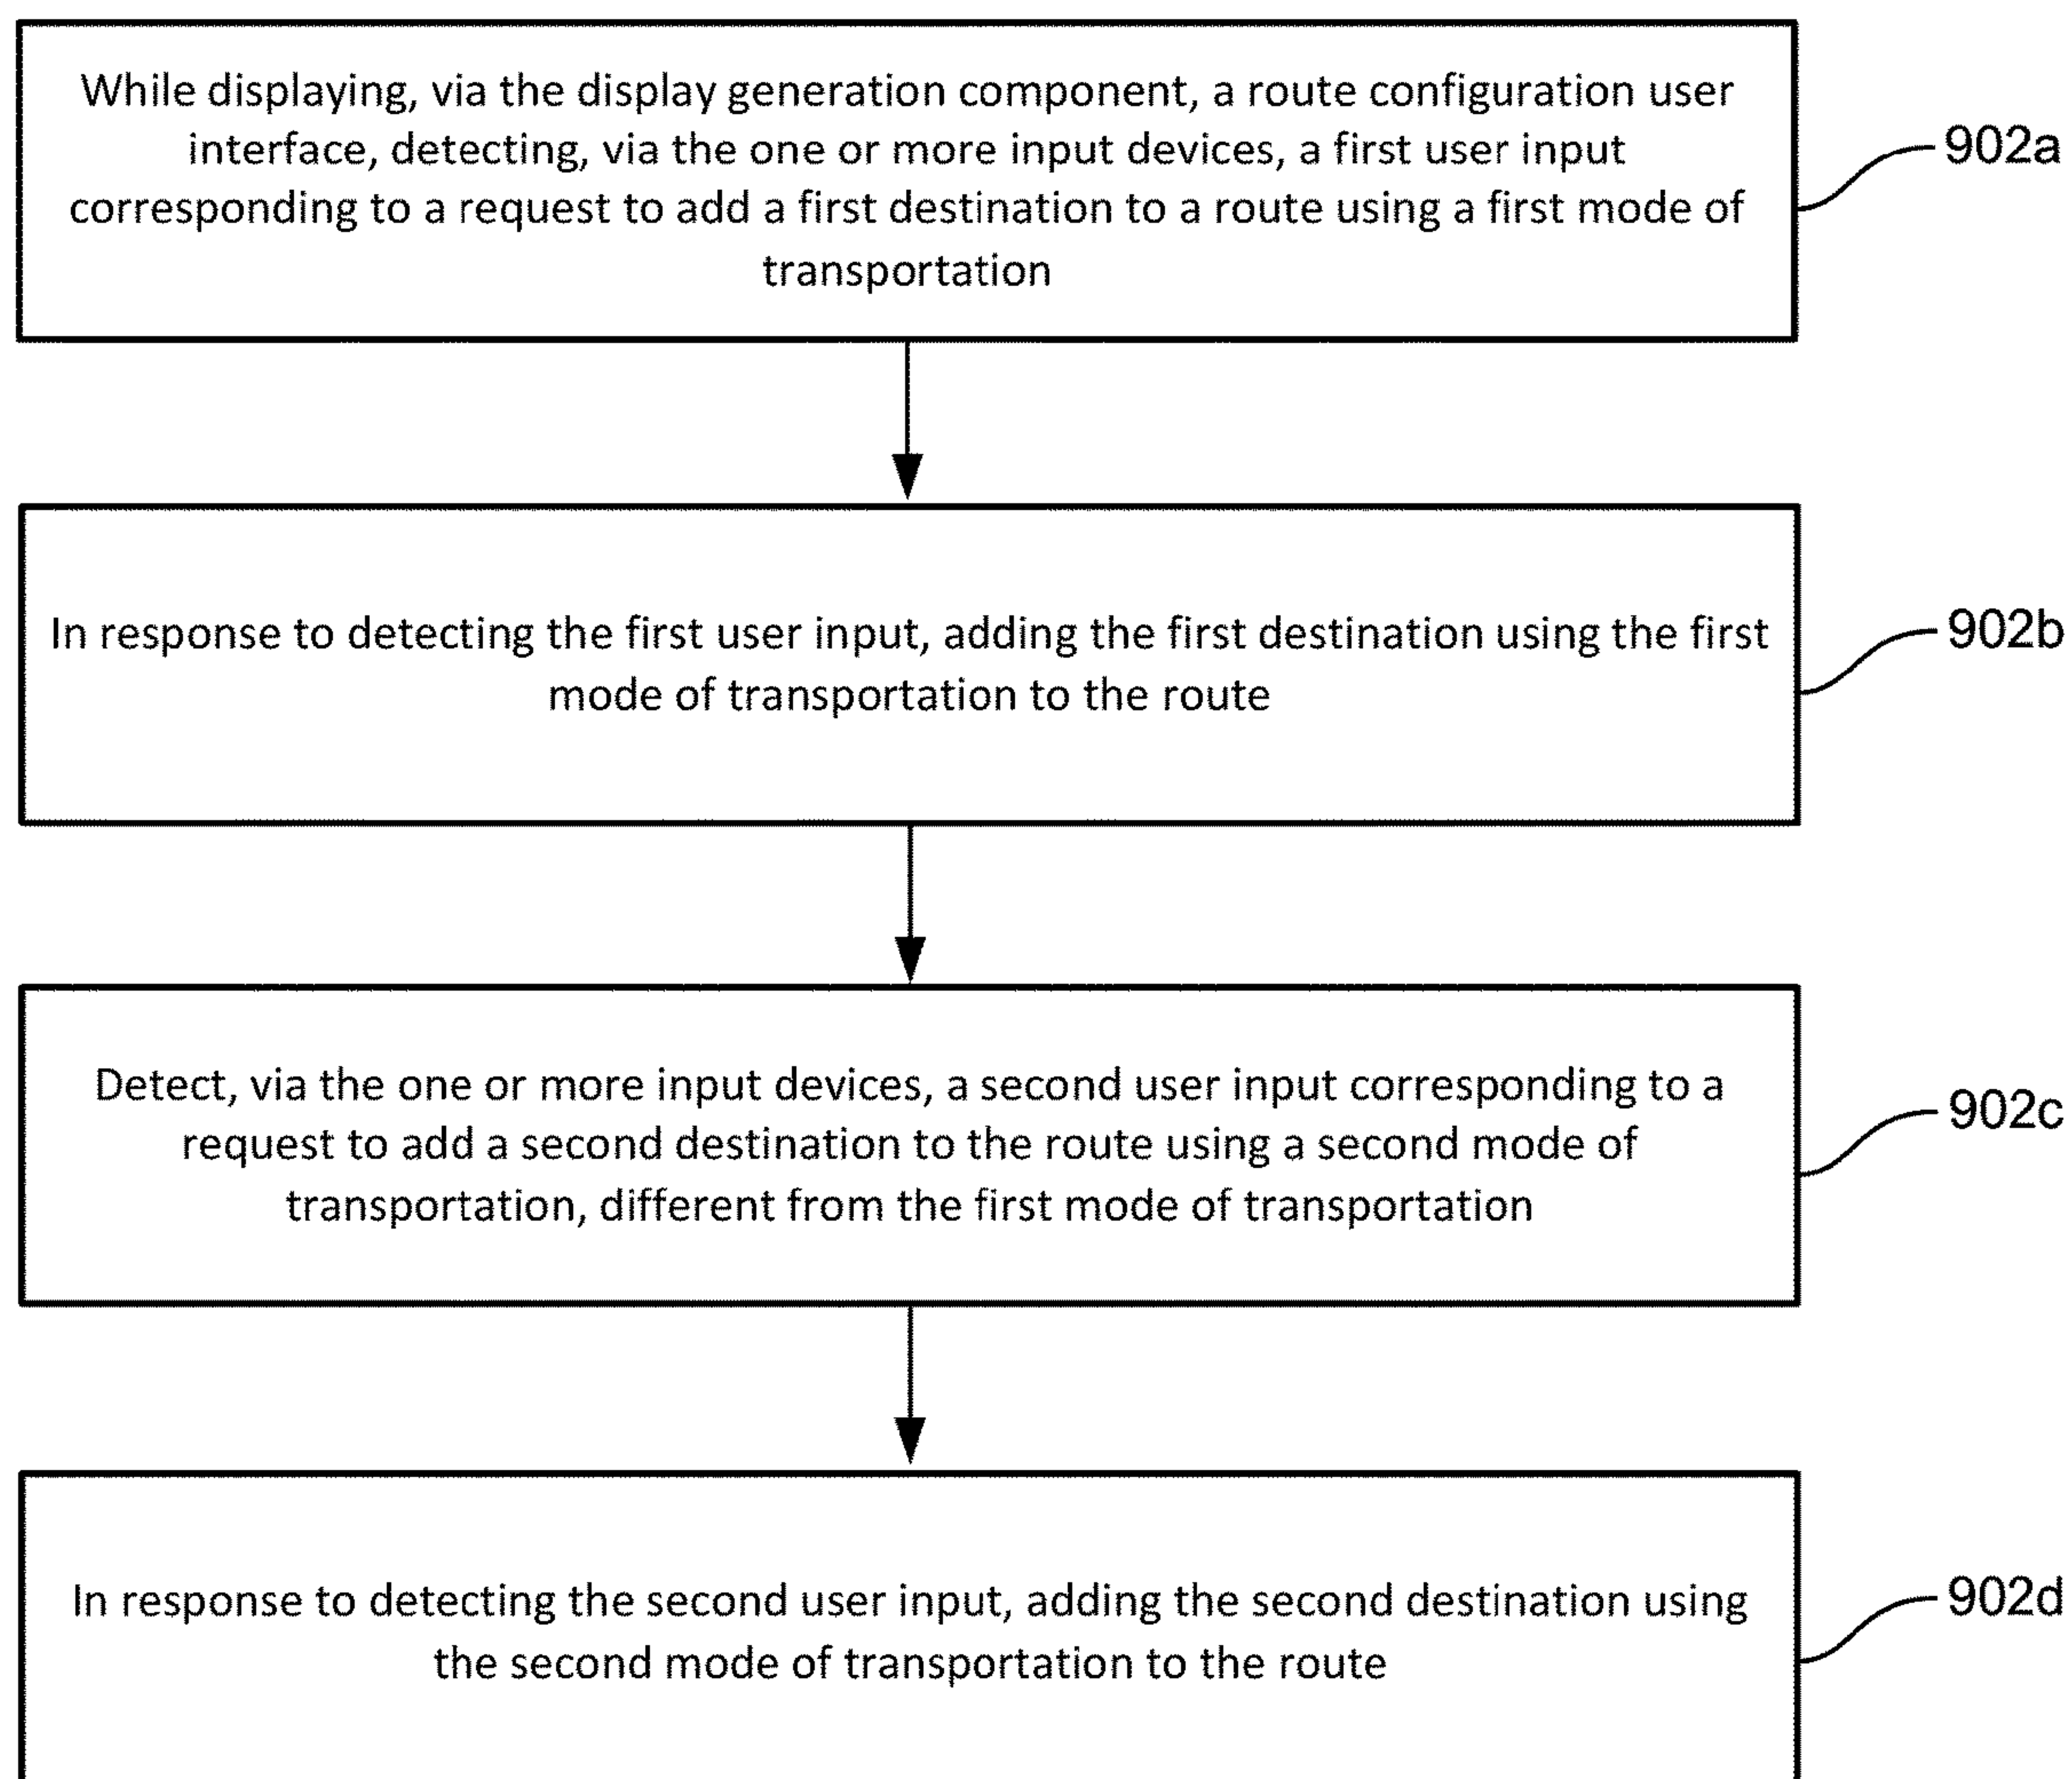 While displaying, via the display generation component, a route configuration user
interface, detecting, via the one or more input devices, a first user input
corresponding to a request to add a first destination to a route using a first mode of
transportation
902a
In response to detecting the first user input, adding the first destination using the first
mode of transportation to the route
902b
Detect, via the one or more input devices, a second user input corresponding to a
request to add a second destination to the route using a second mode of
transportation, different from the first mode of transportation
902c
In response to detecting the second user input, adding the second destination using
the second mode of transportation to the route
902d